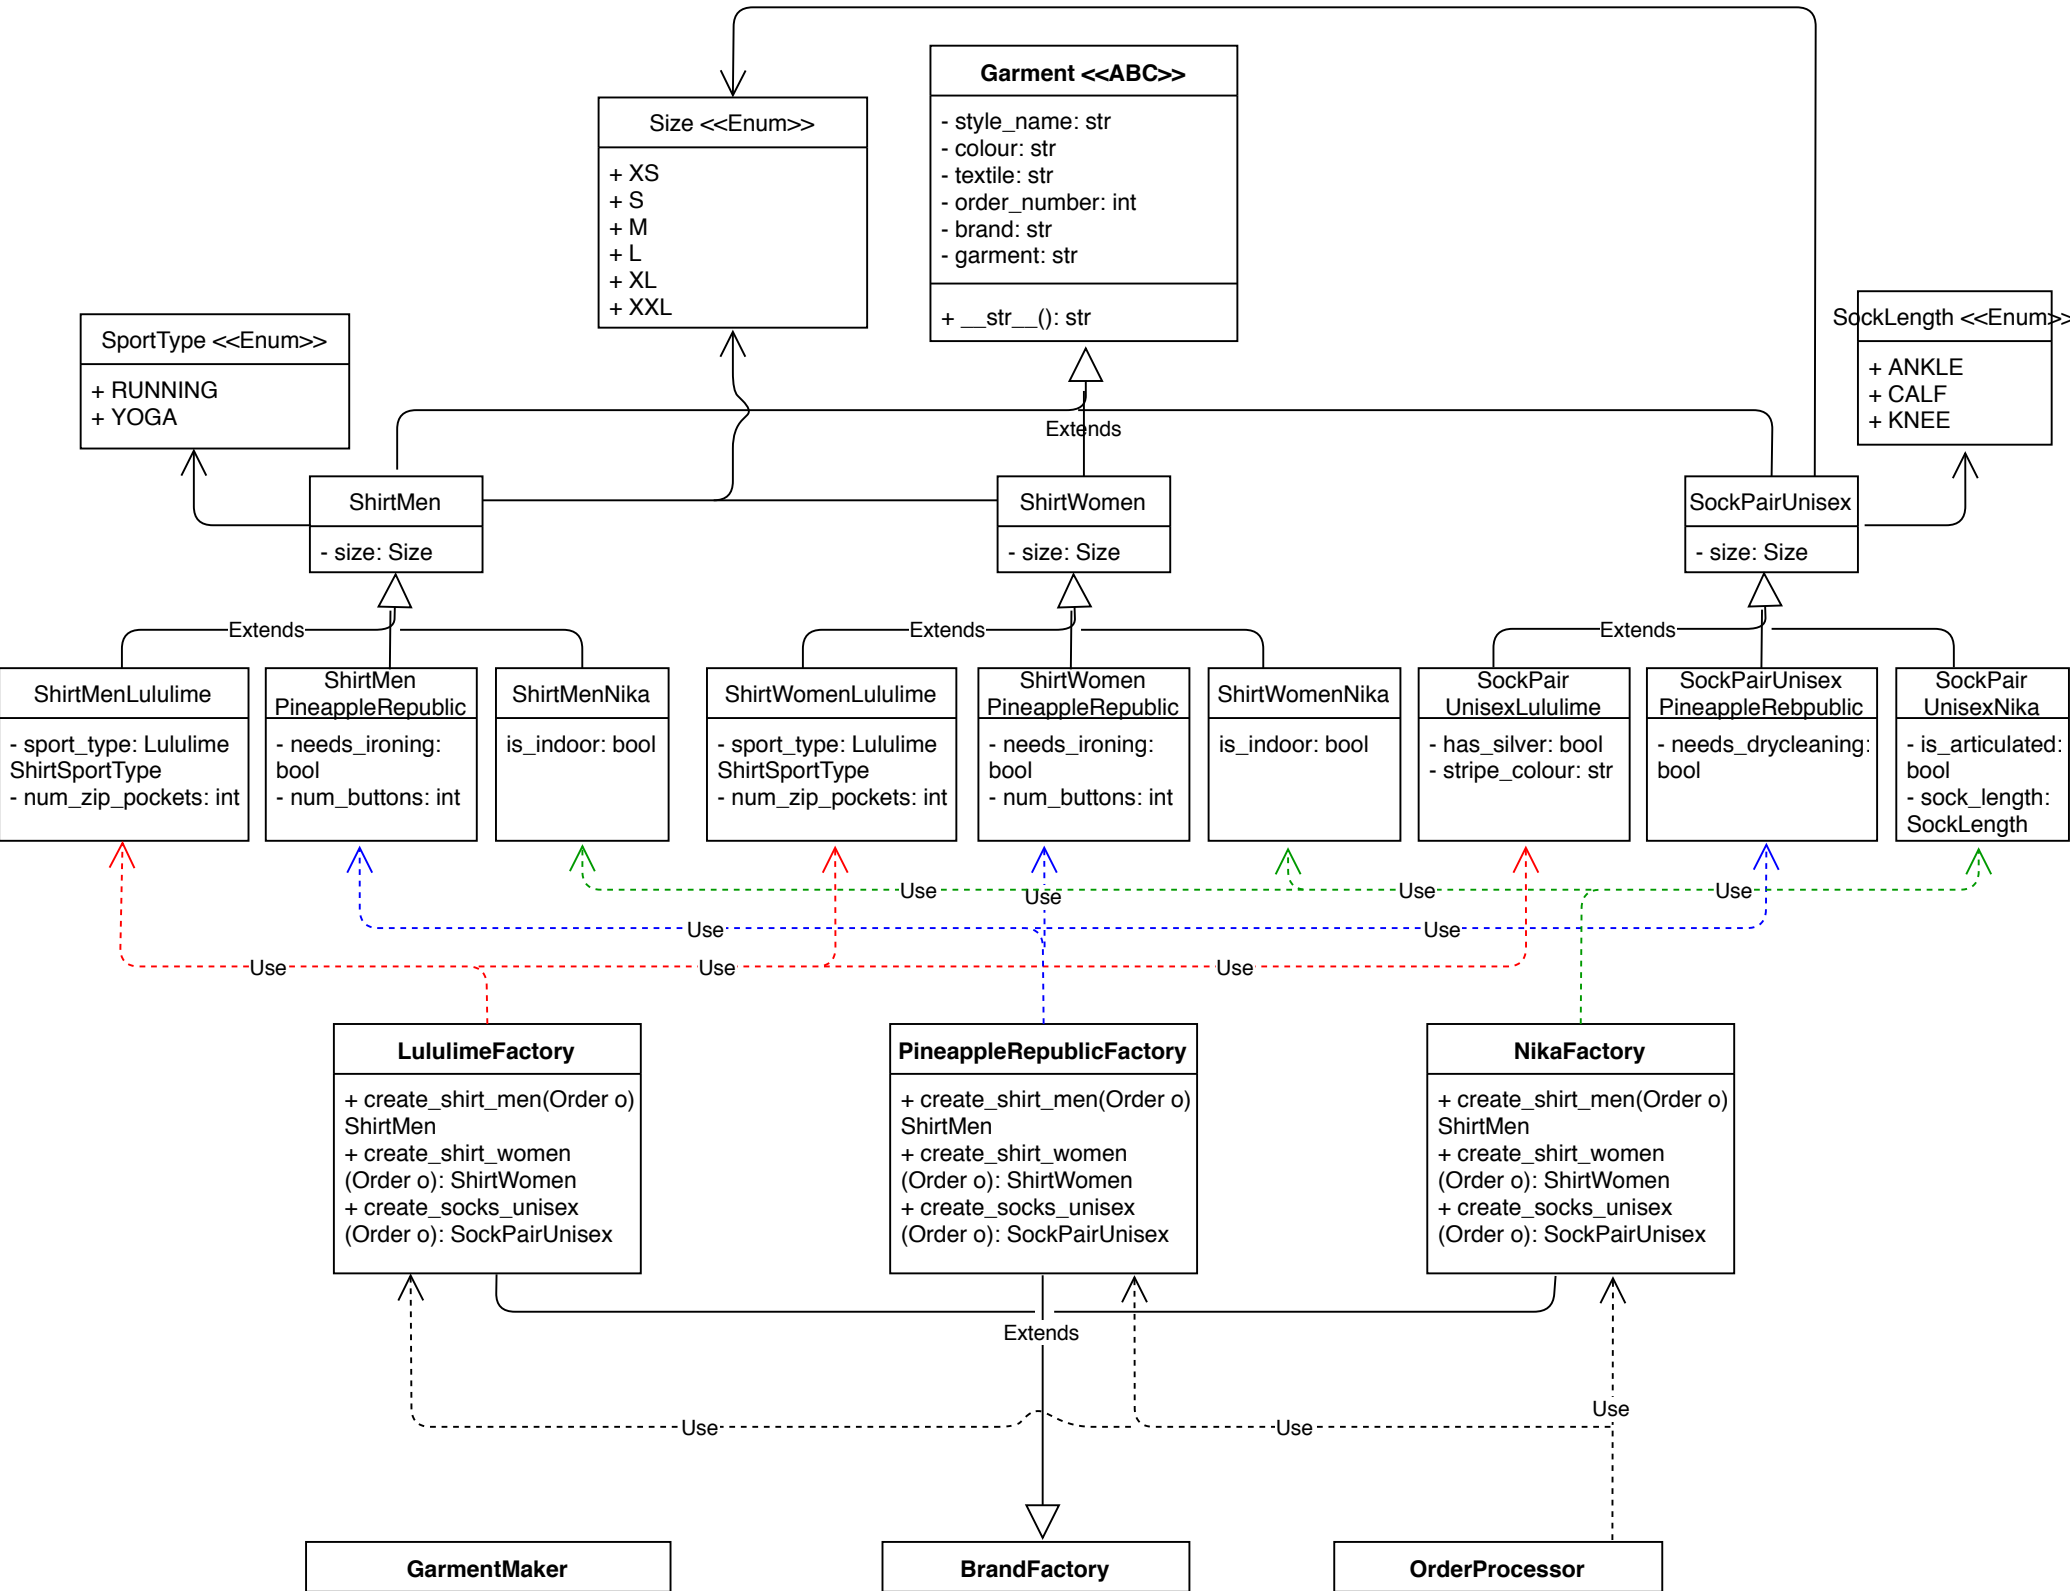 Garment <<ABC>>
- style_name: str
- colour: str
- textile: str
- order_number: int
- brand: str
- garment: str
+ __str__(): str
Size <<Enum>>
+ XS
+ S
+ M
+ L
+ XL
+ XXL
SportType <<Enum>>
+ RUNNING
+ YOGA
SockLength <<Enum>>
+ ANKLE
+ CALF
+ KNEE
Extends
ShirtMen
- size: Size
ShirtWomen
- size: Size
SockPairUnisex
- size: Size
Extends
Extends
Extends
ShirtMenLululime
- sport_type: Lululime
ShirtSportType
- num_zip_pockets: int
ShirtMen
PineappleRepublic
- needs_ironing:
bool
- num_buttons: int
ShirtMenNika
is_indoor: bool
ShirtWomenLululime
- sport_type: Lululime
ShirtSportType
- num_zip_pockets: int
ShirtWomen
PineappleRepublic
- needs_ironing:
bool
- num_buttons: int
ShirtWomenNika
is_indoor: bool
SockPair
UnisexLululime
- has_silver: bool
- stripe_colour: str
SockPairUnisex
PineappleRebpublic
- needs_drycleaning:
bool
SockPair
UnisexNika
- is_articulated:
bool
- sock_length:
SockLength
Use
Use
Use
Use
Use
Use
Use
Use
Use
LululimeFactory
+ create_shirt_men(Order o)
ShirtMen
+ create_shirt_women
(Order o): ShirtWomen
+ create_socks_unisex
(Order o): SockPairUnisex
PineappleRepublicFactory
+ create_shirt_men(Order o)
ShirtMen
+ create_shirt_women
(Order o): ShirtWomen
+ create_socks_unisex
(Order o): SockPairUnisex
NikaFactory
+ create_shirt_men(Order o)
ShirtMen
+ create_shirt_women
(Order o): ShirtWomen
+ create_socks_unisex
(Order o): SockPairUnisex
Extends
Use
Use
Use
GarmentMaker
BrandFactory
OrderProcessor